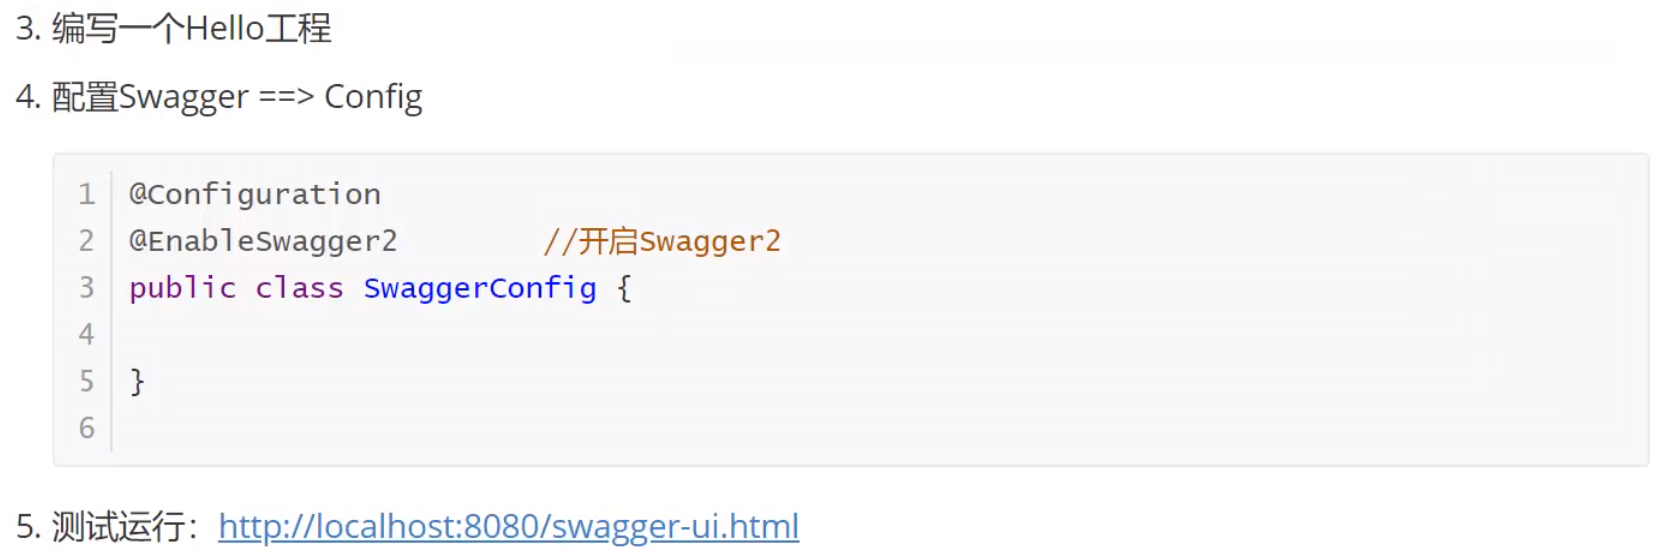 3. 编写一个Hello工程
4. 配置Swagger ==> Config
1 @Configuration
2 @EnableSwagger2 //开启Swagger2
3 public class SwaggerConfig {
4
5 }
6
5. 测试运行：http://localhost:8080/swagger-ui.html